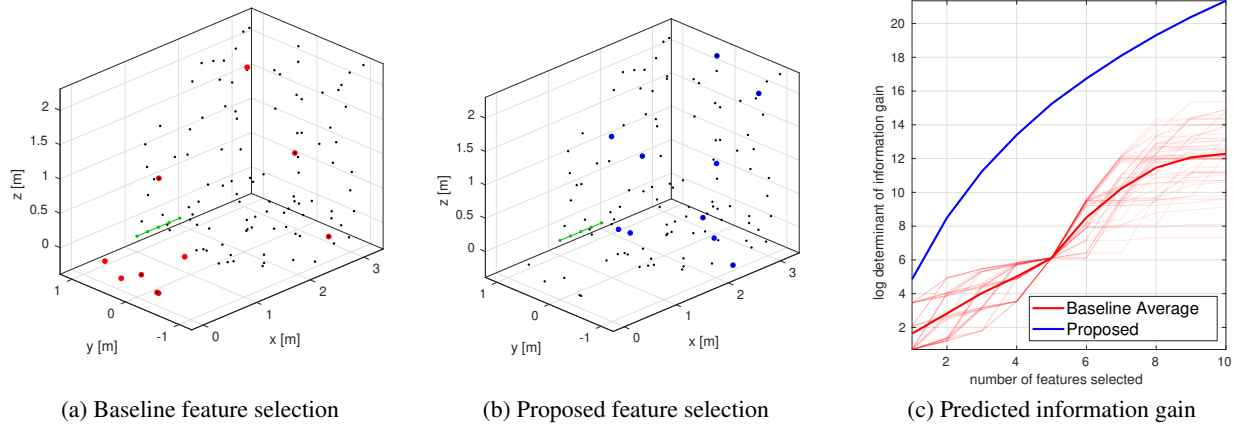 2
1.5
1
0.5
0
z [m]
1
0
-1
y [m]
0
1
2
3
x [m]
2
1.5
1
0.5
0
z [m]
1
0
-1
y [m]
0
1
2
3
x [m]
20
18
16
14
12
10
8
6
4
2
log determinant of information gain
2 4 6 8 10
number of features selected
Baseline Average
Proposed
(a) Baseline feature selection
(b) Proposed feature selection
(c) Predicted information gain